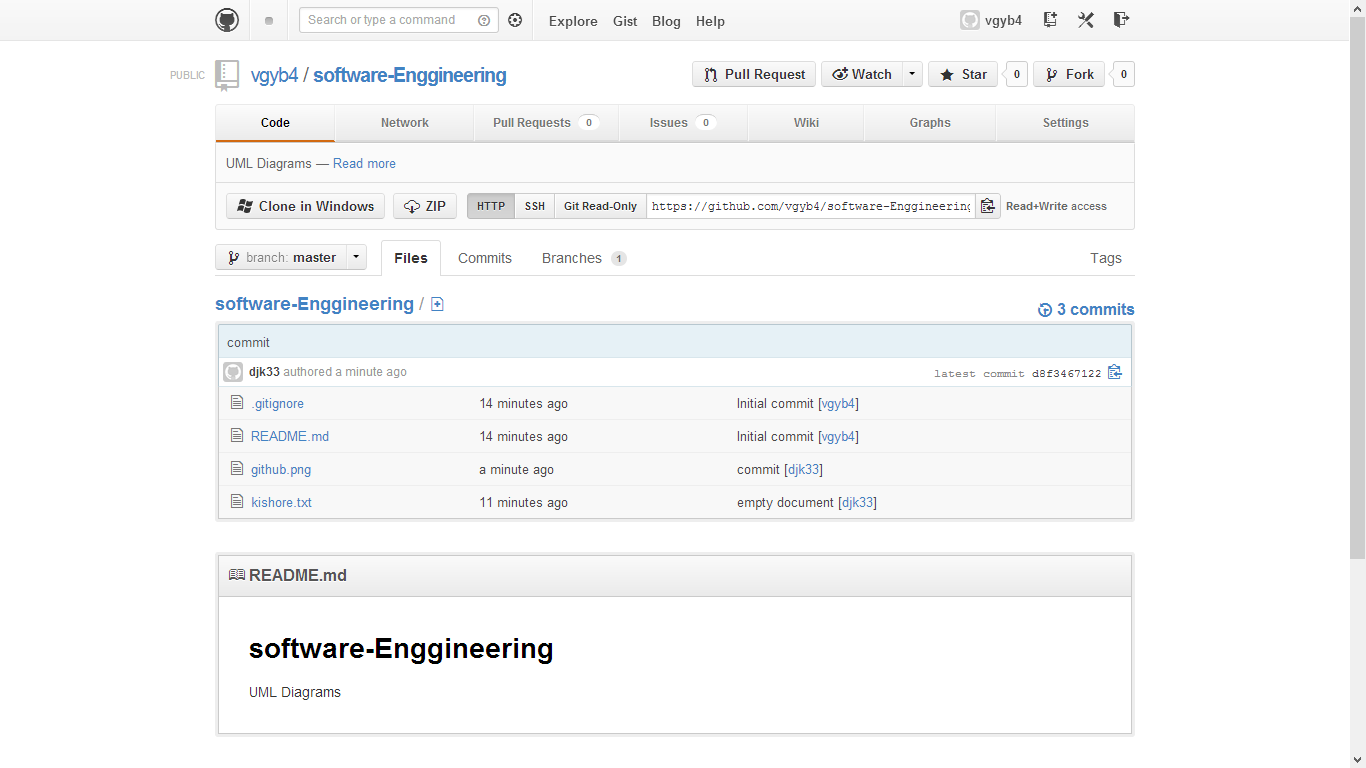 Search or type a command Explore Gist Blog Help vgyb4
PUBLIC vgyb4 / software-Enggineering Pull Request Watch Star 0 Fork 0
Code Network Pull Requests 0 Issues 0 Wiki Graphs Settings
UML Diagrams — Read more
Clone in Windows ZIP HTTP SSH Git Read-Only https://github.com/vgyb4/software-Enggineering Read+Write access
branch: master Files Commits Branches 1 Tags
software-Enggineering / 3 commits
commit
djk33 authored a minute ago latest commit d8f3467122
.gitignore 14 minutes ago Initial commit [vgyb4]
README.md 14 minutes ago Initial commit [vgyb4]
github.png a minute ago commit [djk33]
kishore.txt 11 minutes ago empty document [djk33]
README.md
software-Enggineering
UML Diagrams